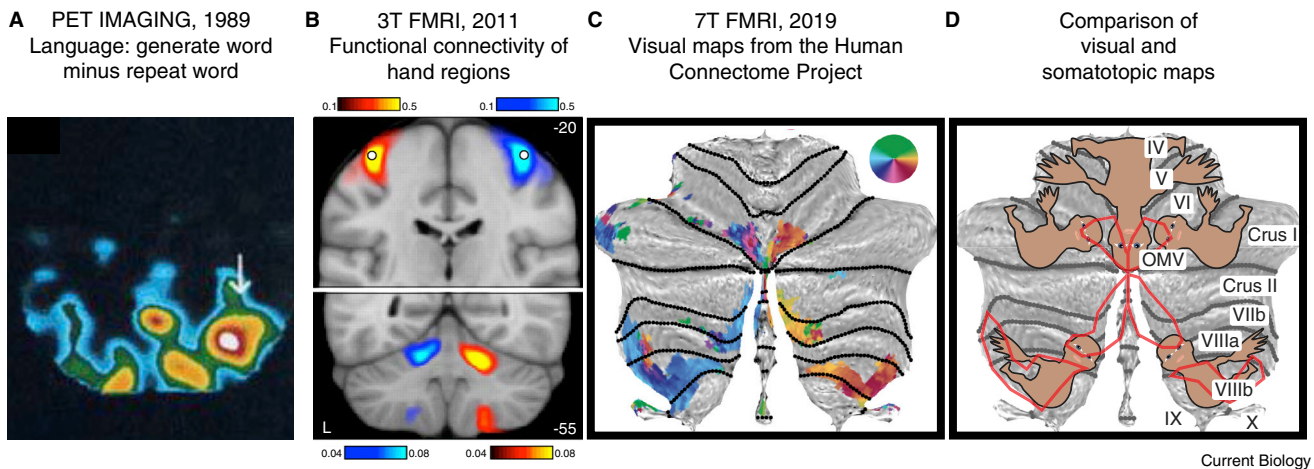 A PET IMAGING, 1989
Language: generate word
minus repeat word
B 3T FMRI, 2011
Functional connectivity of
hand regions
0.1 0.5 0.1 0.5
-20
L -55
0.04 0.08 0.04 0.08
C 7T FMRI, 2019
Visual maps from the Human
Connectome Project
D Comparison of
visual and
somatotopic maps
IV
V
VI
Crus I
OMV
Crus II
VIIb
VIIIa
VIIIb
IX X
Current Biology